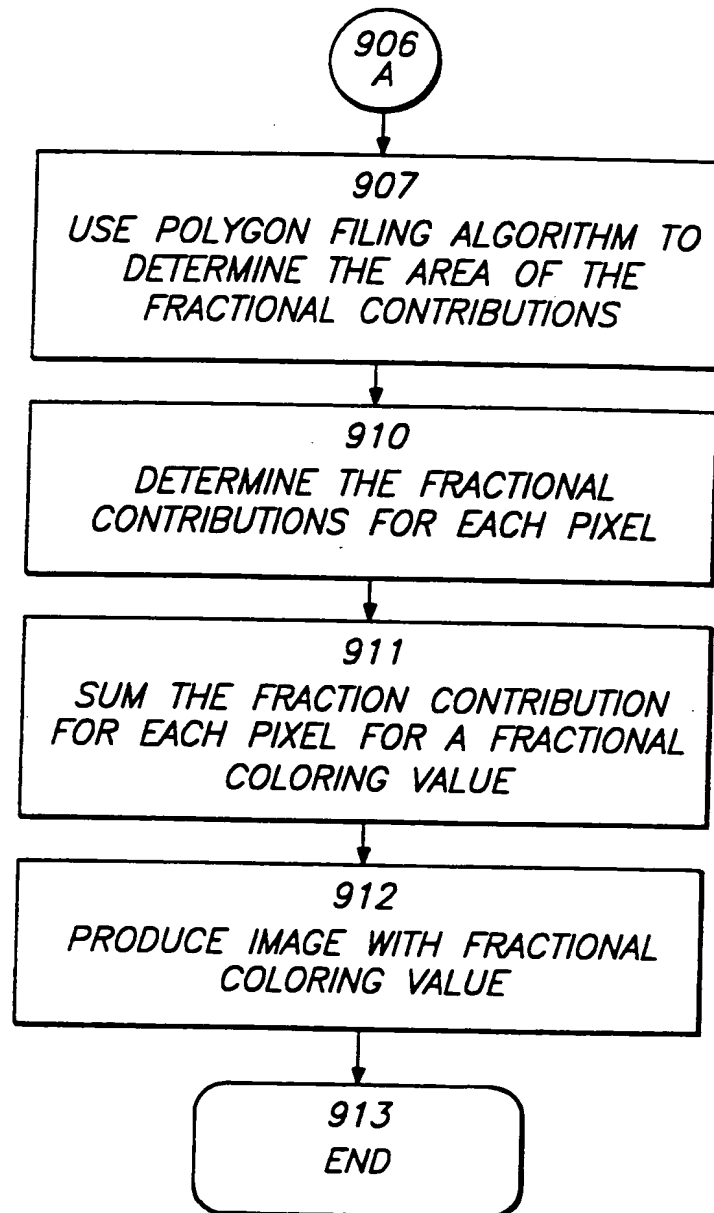 906
A
907
USE POLYGON FILING ALGORITHM TO
DETERMINE THE AREA OF THE
FRACTIONAL CONTRIBUTIONS
910
DETERMINE THE FRACTIONAL
CONTRIBUTIONS FOR EACH PIXEL
911
SUM THE FRACTION CONTRIBUTION
FOR EACH PIXEL FOR A FRACTIONAL
COLORING VALUE
912
PRODUCE IMAGE WITH FRACTIONAL
COLORING VALUE
913
END